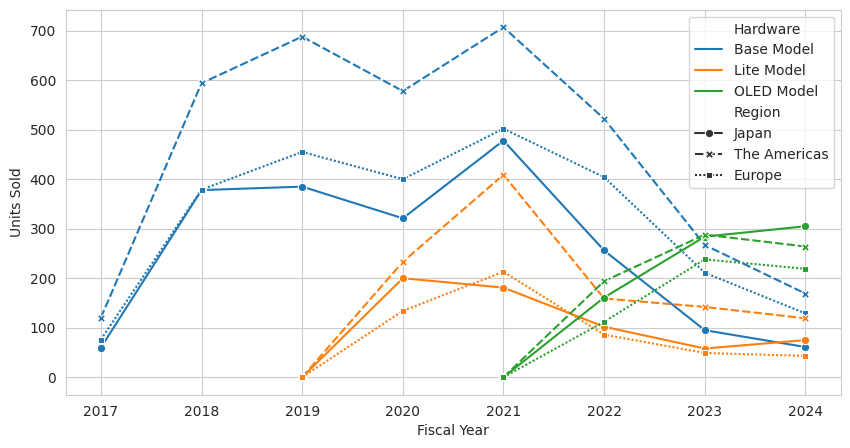 700
600
500
400
300
200
100
0
Units Sold
2017 2018 2019 2020 2021 2022 2023 2024
Fiscal Year
Hardware
Base Model
Lite Model
OLED Model
Region
Japan
The Americas
Europe